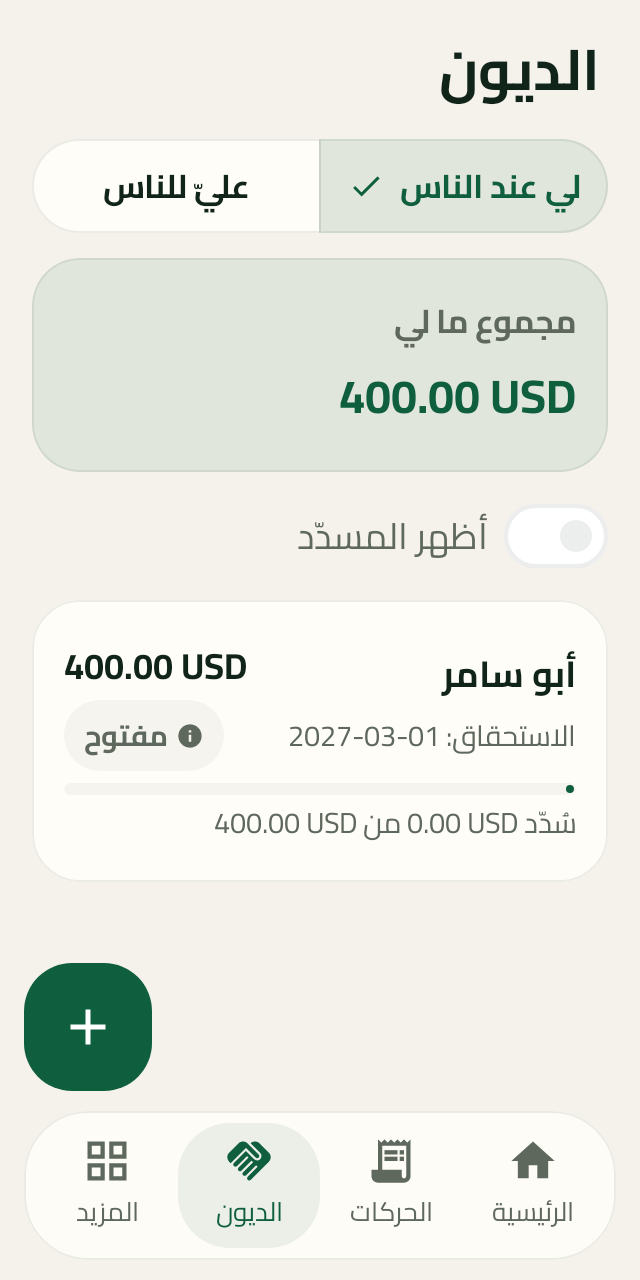 الديون
لي عند الناس
عليّ للناس
مجموع ما لي
400.00 USD
أظهر المسدّد
أبو سامر
400.00 USD
الاستحقاق: 2027-03-01
مفتوح
سُدّد 0.00 USD من 400.00 USD
الرئيسية
الحركات
الديون
المزيد